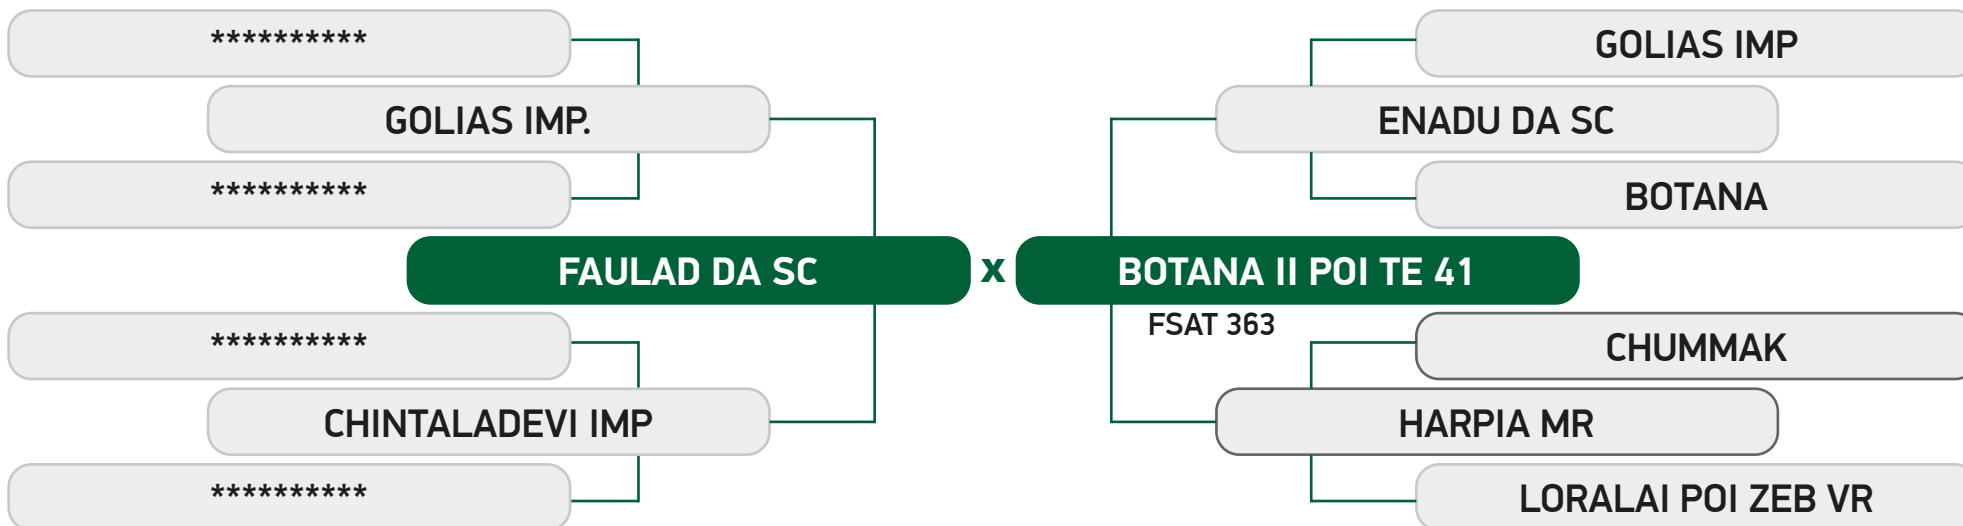 **********
GOLIAS IMP
GOLIAS IMP.
ENADU DA SC
**********
BOTANA
FAULAD DA SC
x
BOTANA II POI TE 41
FSAT 363
**********
CHUMMAK
CHINTALADEVI IMP
HARPIA MR
**********
LORALAI POI ZEB VR